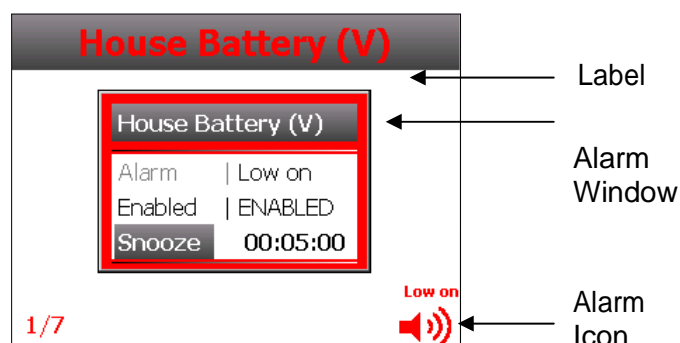 House Battery (V)
Label
House Battery (V)
Alarm | Low on
Enabled | ENABLED
Snooze 00:05:00
Alarm
Window
Low on
1/7
Alarm
Icon